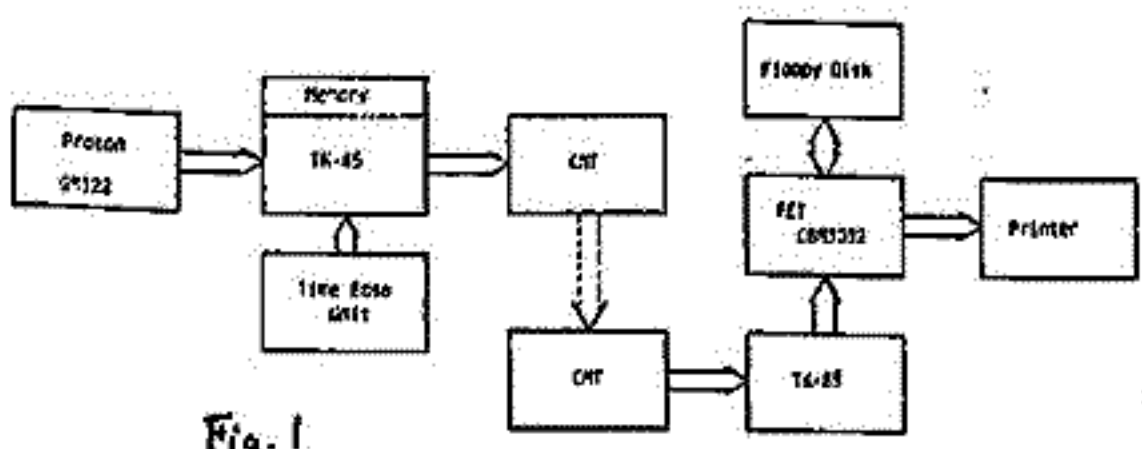 Floppy Disk
Memory
Proton
TK-85
CMT
PET
Printer
Time Base
Unit
CMT
TK-85
Fig. 1